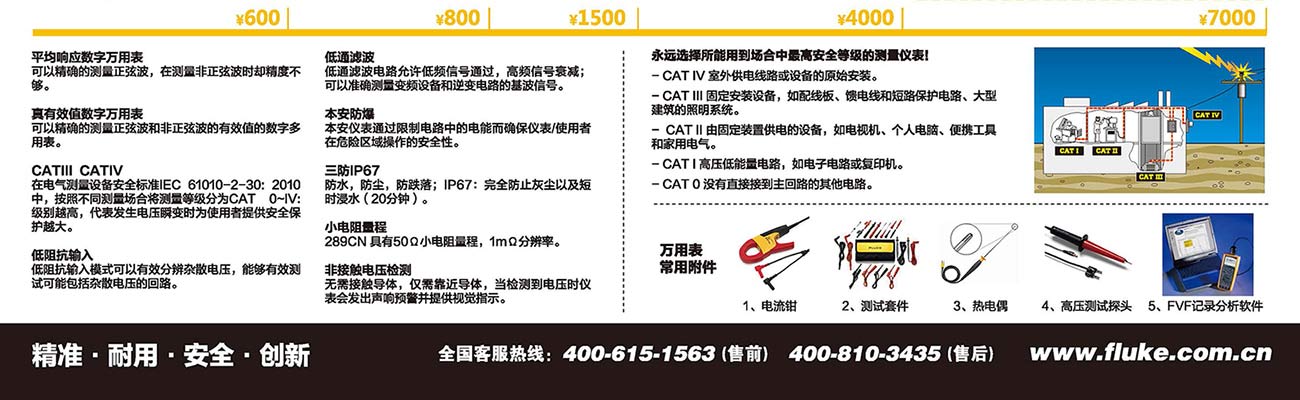 ¥600
¥800
¥1500
¥4000
¥7000
平均响应数字万用表
可以精确的测量正弦波，在测量非正弦波时却精度不
够。
真有效值数字万用表
可以精确的测量正弦波和非正弦波的有效值的数字多
用表。
CATIII CATIV
在电气测量设备安全标准IEC 61010-2-30: 2010
中，按照不同测量场合将测量等级分为CAT 0~IV:
级别越高，代表发生电压瞬变时为使用者提供安全保
护越大。
低阻抗输入
低阻抗输入模式可以有效分辨杂散电压，能够有效测
试可能包括杂散电压的回路。
低通滤波
低通滤波电路允许低频信号通过，高频信号衰减；
可以准确测量变频设备和逆变电路的基波信号。
本安防爆
本安仪表通过限制电路中的电能而确保仪表/使用者
在危险区域操作的安全性。
三防IP67
防水，防尘，防跌落；IP67：完全防止灰尘以及短
时浸水（20分钟）。
小电阻量程
289CN 具有50Ω小电阻量程，1mΩ分辨率。
非接触电压检测
无需接触导体，仅需靠近导体，当检测到电压时仪
表会发出声响预警并提供视觉指示。
永远选择所能用到场合中最高安全等级的测量仪表!
- CAT IV 室外供电线路或设备的原始安装。
- CAT III 固定安装设备，如配线板、馈电线和短路保护电路、大型
建筑的照明系统。
- CAT II 由固定装置供电的设备，如电视机、个人电脑、便携工具
和家用电气。
- CAT I 高压低能量电路，如电子电路或复印机。
- CAT 0 没有直接接到主回路的其他电路。
CAT I
CAT II
CAT III
CAT IV
万用表
常用附件
FLUKE
1、电流钳
2、测试套件
3、热电偶
4、高压测试探头
5、FVF记录分析软件
精准·耐用·安全·创新
全国客服热线：400-615-1563 (售前) 400-810-3435 (售后)
www.fluke.com.cn